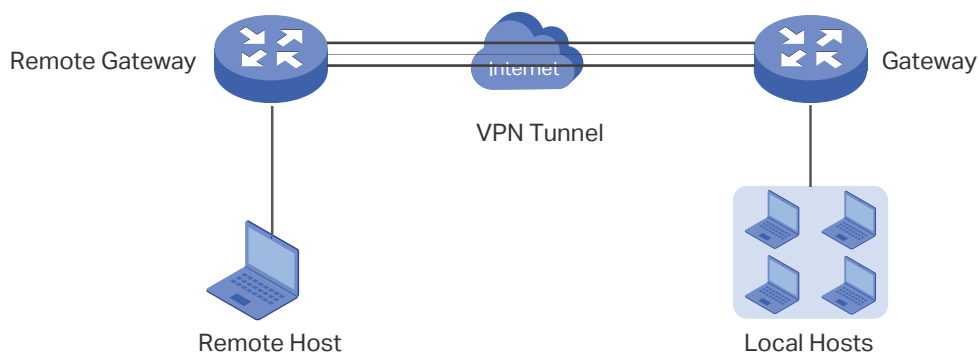 Remote Gateway
Internet
Gateway
VPN Tunnel
Remote Host
Local Hosts